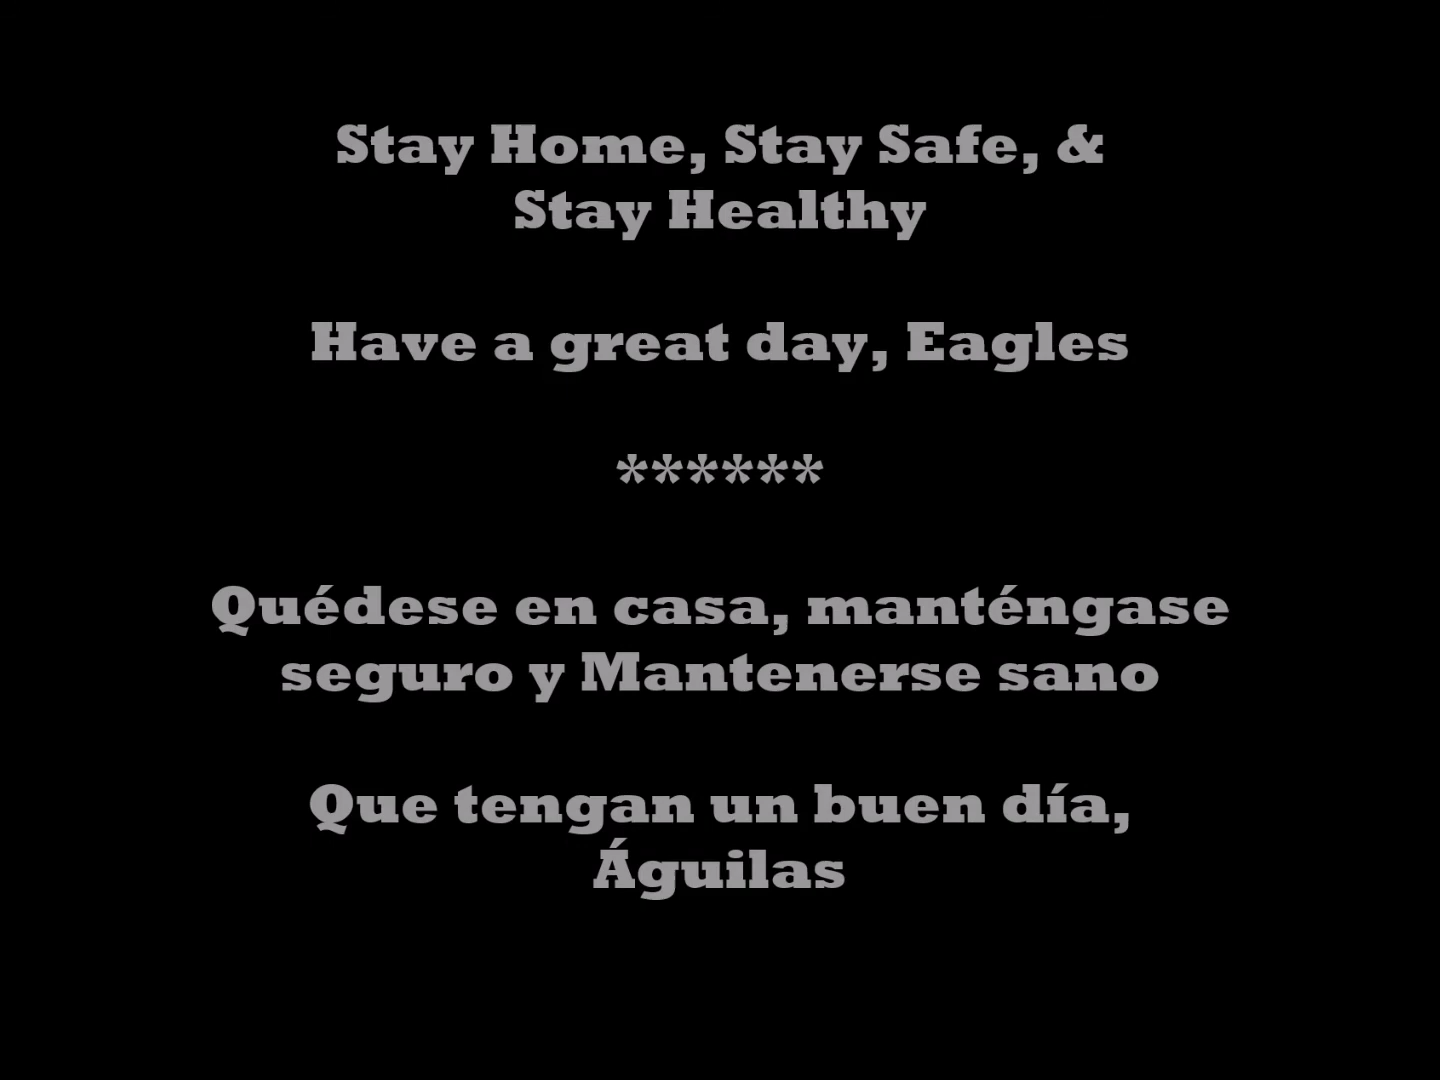 Stay Home, Stay Safe, &
Stay Healthy
Have a great day, Eagles
******
Quédese en casa, manténgase
seguro y Mantenerse sano
Que tengan un buen día,
Águilas